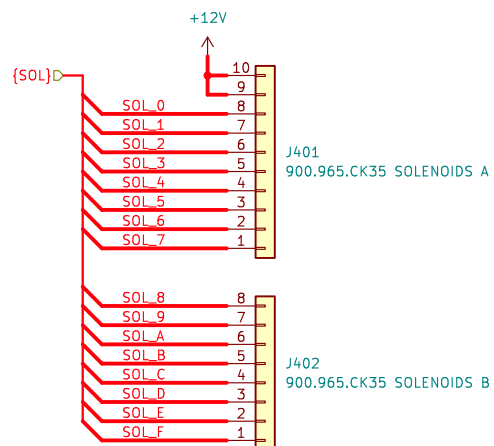 +12V
{SOL}
10
9
SOL_0 8
SOL_1 7
SOL_2 6
SOL_3 5
SOL_4 4
SOL_5 3
SOL_6 2
SOL_7 1
J401
900.965.CK35 SOLENOIDS A
SOL_8 8
SOL_9 7
SOL_A 6
SOL_B 5
SOL_C 4
SOL_D 3
SOL_E 2
SOL_F 1
J402
900.965.CK35 SOLENOIDS B